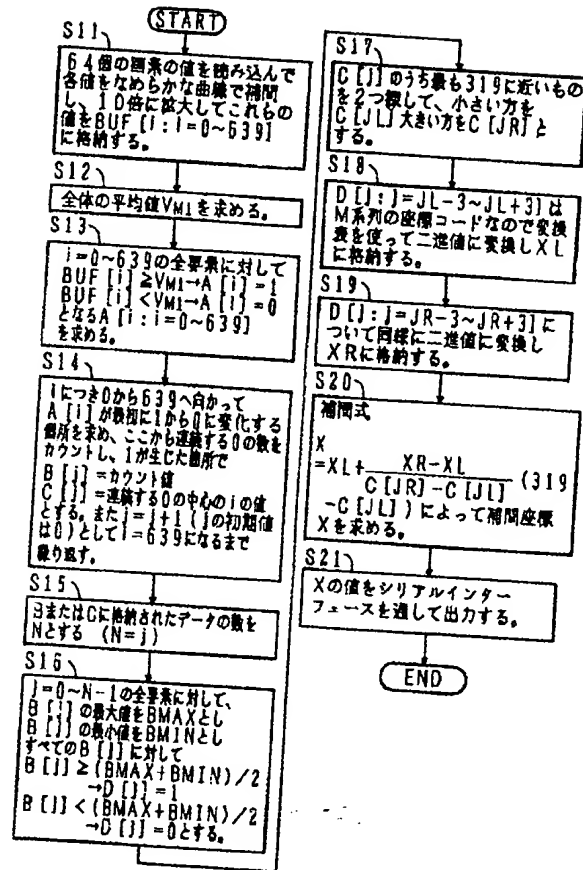 START
S11
64個の画素の値を読み込んで
各値をなめらかな曲線で補間
し、10倍に拡大してこれらの
値をBUF [i:i=0~639]
に格納する。
S12
全体の平均値VM1を求める。
S13
i=0~639の全要素に対して
BUF [i] ≧VM1→A [i]=1
BUF [i] <VM1→A [i]=0
となるA [i:i=0~639]
を求める。
S14
iにつき0から639へ向かって
A [i] が最初に1から0に変化する
個所を求め、ここから連続する0の数を
カウントし、1が生じた箇所で
B [j] =カウント値
C [j] =連続する0の中心のiの値
とする。またj=j+1 (jの初期値
は0) としてi=639になるまで
繰り返す。
S15
BまたはCに格納されたデータの数を
Nとする (N=j)
S16
j=0~N-1の全要素に対して、
B [j] の最大値をBMAXとし
B [j] の最小値をBMINとし
すべてのB [j] に対して
B [j] ≧ (BMAX+BMIN)/2
→D [j] =1
B [j] < (BMAX+BMIN)/2
→D [j] =0とする。
S17
C [j] のうち最も319に近いもの
を2つ探して、小さい方を
C [JL] 大きい方をC [JR] と
する。
S18
D [j:j=JL-3~JL+3] は
M系列の座標コードなので変換
表を使って二進値に変換しXL
に格納する。
S19
D [j:j=JR-3~JR+3] に
ついて同様に二進値に変換し
XRに格納する。
S20
補間式
X
=XL+ XR-XL / C [JR] -C [JL] (319
-C [JL] ) によって補間座標
Xを求める。
S21
Xの値をシリアルインター
フェースを通して出力する。
END